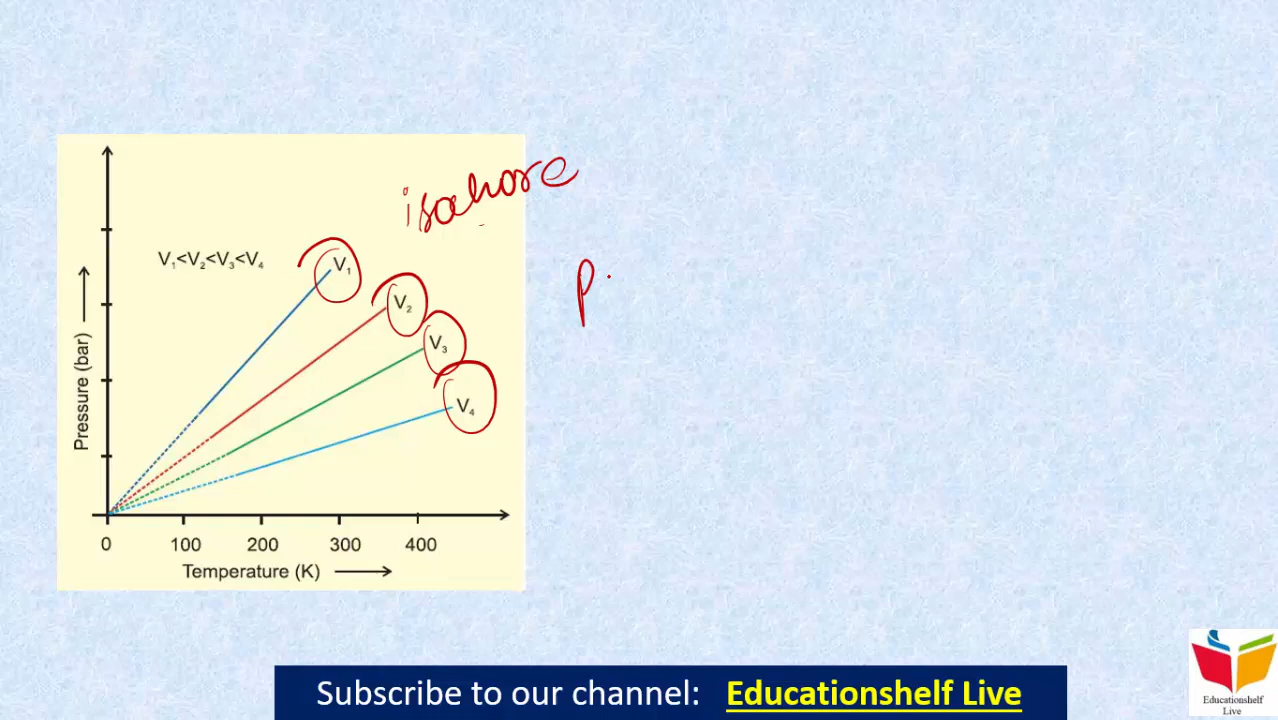 isohore
P
V₁<V₂<V₃<V₄
V₁
V₂
V₃
V₄
Pressure (bar)
0 100 200 300 400
Temperature (K)
Subscribe to our channel: Educationshelf Live
Educationshelf
Live